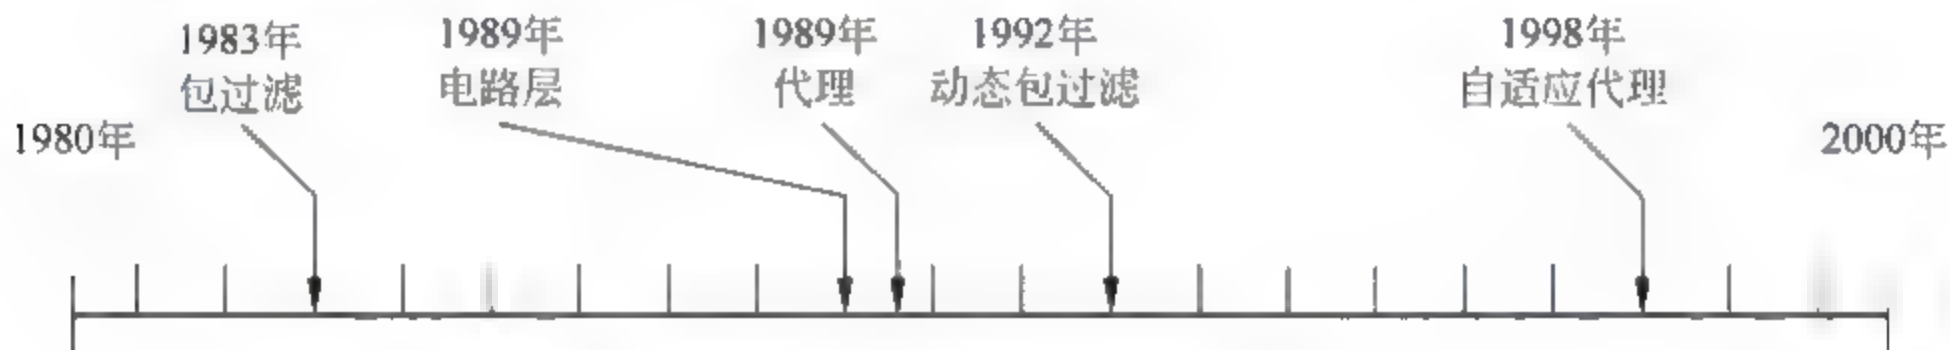 1980年
1983年
包过滤
1989年
电路层
1989年
代理
1992年
动态包过滤
1998年
自适应代理
2000年